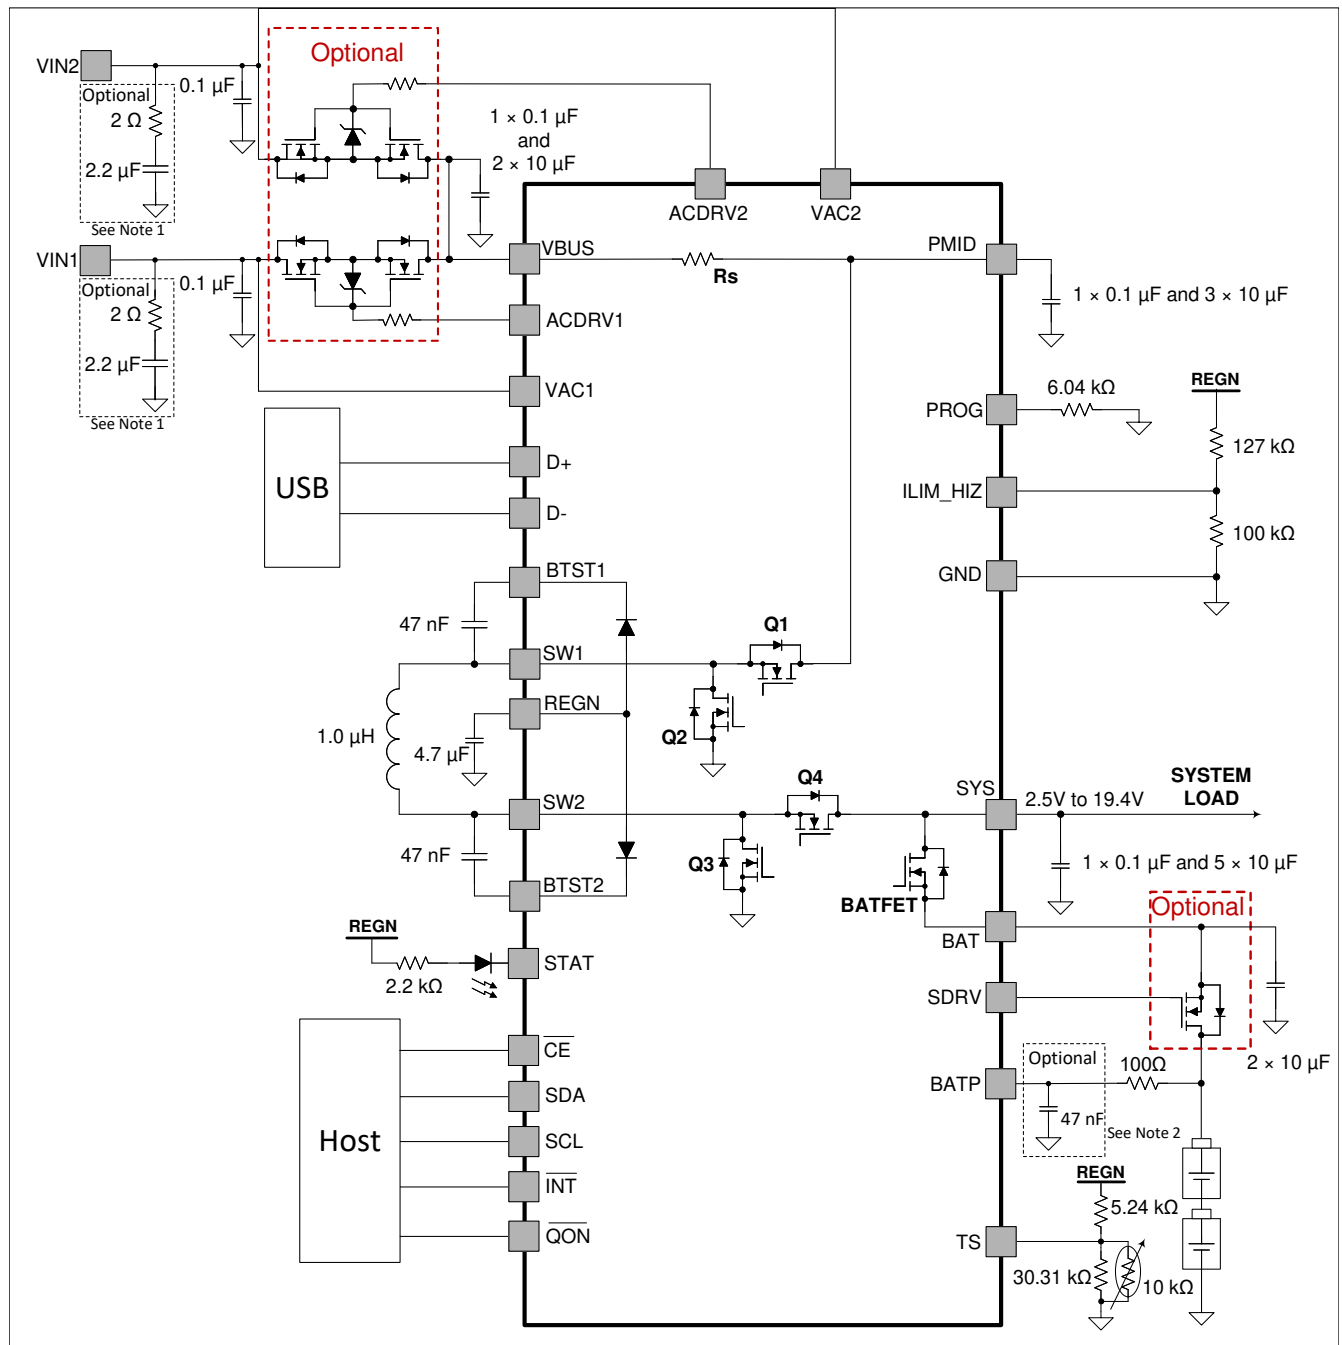 Optional
VIN2
Optional
2 Ω
2.2 µF
See Note 1
0.1 µF
1 × 0.1 µF
and
2 × 10 µF
ACDRV2
VAC2
VIN1
Optional
2 Ω
2.2 µF
See Note 1
0.1 µF
VBUS
Rs
PMID
1 × 0.1 µF and 3 × 10 µF
ACDRV1
VAC1
PROG
6.04 kΩ
REGN
127 kΩ
ILIM_HIZ
100 kΩ
GND
USB
D+
D-
BTST1
47 nF
SW1
Q1
REGN
Q2
1.0 µH
4.7 µF
SW2
Q4
SYS
2.5V to 19.4V
SYSTEM
LOAD
47 nF
Q3
BTST2
BATFET
1 × 0.1 µF and 5 × 10 µF
Optional
BAT
REGN
2.2 kΩ
STAT
SDRV
2 × 10 µF
Host
CE
SDA
SCL
INT
QON
BATP
Optional
47 nF
100Ω
See Note 2
REGN
5.24 kΩ
TS
30.31 kΩ
10 kΩ